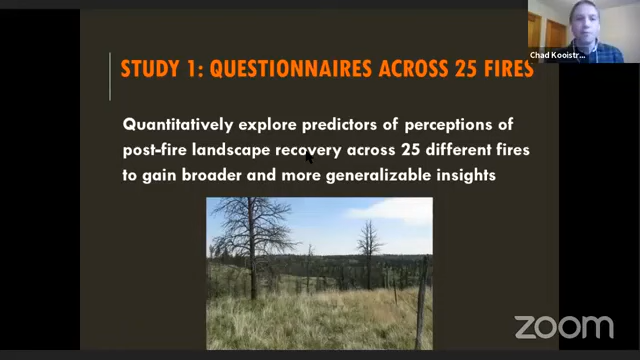 Chad Kooistr...
STUDY 1: QUESTIONNAIRES ACROSS 25 FIRES
Quantitatively explore predictors of perceptions of
post-fire landscape recovery across 25 different fires
to gain broader and more generalizable insights
zoom